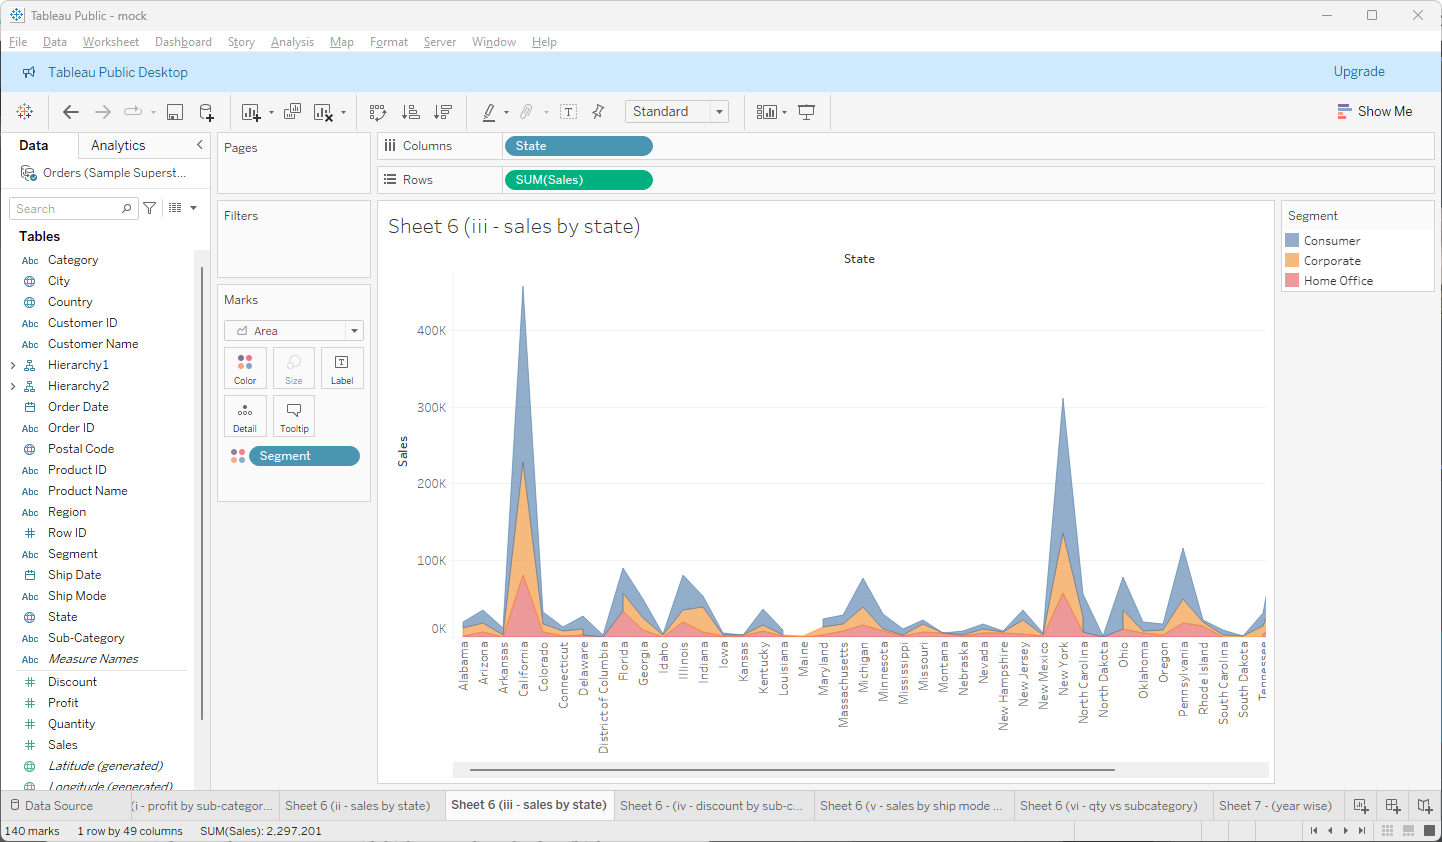 Tableau Public - mock
File Data Worksheet Dashboard Story Analysis Map Format Server Window Help
Tableau Public Desktop
Upgrade
Standard
Show Me
Data
Analytics
Orders (Sample Superst...
Search
Tables
Abc Category
City
Country
Abc Customer ID
Abc Customer Name
Hierarchy1
Hierarchy2
Order Date
Abc Order ID
Postal Code
Abc Product ID
Abc Product Name
Abc Region
Row ID
Abc Segment
Ship Date
Abc Ship Mode
State
Abc Sub-Category
Abc Measure Names
Discount
Profit
Quantity
Sales
Latitude (generated)
Longitude (generated)
Pages
Filters
Marks
Area
Color
Size
Label
Detail
Tooltip
Segment
Columns
State
Rows
SUM(Sales)
Sheet 6 (iii - sales by state)
State
400K
300K
200K
100K
0K
Sales
Alabama
Arizona
Arkansas
California
Colorado
Connecticut
Delaware
District of Columbia
Florida
Georgia
Idaho
Illinois
Indiana
Iowa
Kansas
Kentucky
Louisiana
Maine
Maryland
Massachusetts
Michigan
Minnesota
Mississippi
Missouri
Montana
Nebraska
Nevada
New Hampshire
New Jersey
New Mexico
New York
North Carolina
North Dakota
Ohio
Oklahoma
Oregon
Pennsylvania
Rhode Island
South Carolina
South Dakota
Tennessee
Segment
Consumer
Corporate
Home Office
Data Source
(i - profit by sub-categor...
Sheet 6 (ii - sales by state)
Sheet 6 (iii - sales by state)
Sheet 6 - (iv - discount by sub-c...
Sheet 6 (v - sales by ship mode ...
Sheet 6 (vi - qty vs subcategory)
Sheet 7 - (year wise)
140 marks
1 row by 49 columns
SUM(Sales): 2,297,201